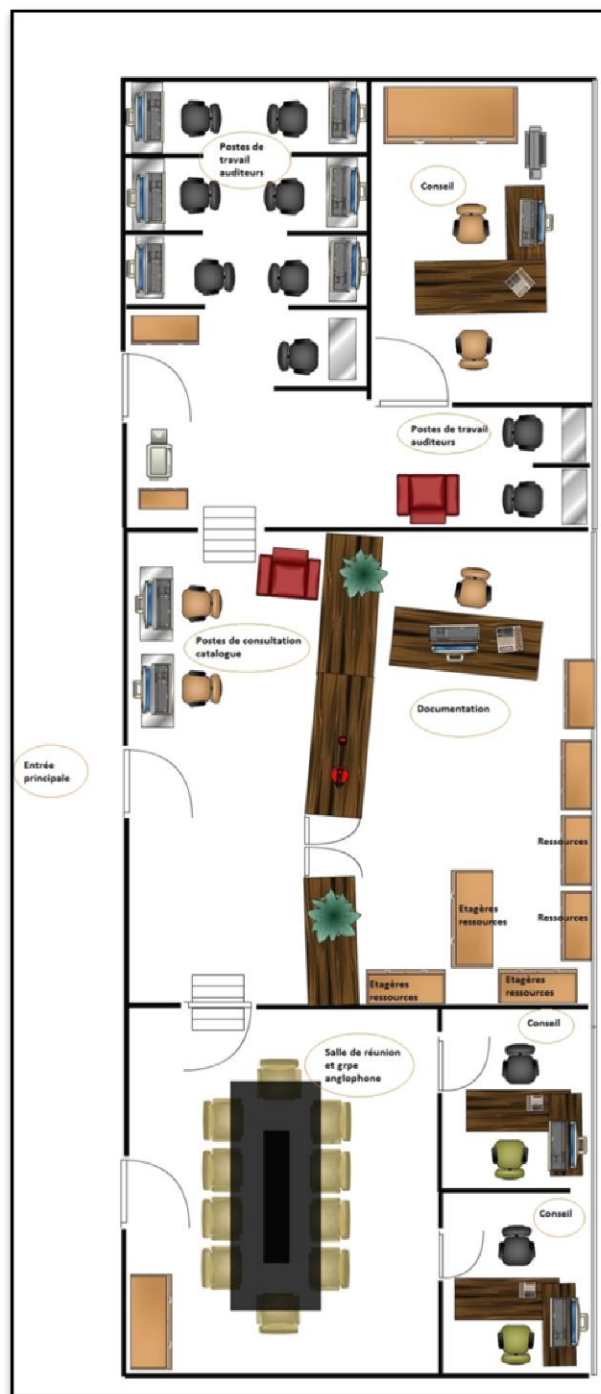 Postes de
travail
auditeurs
Conseil
Postes de travail
auditeurs
Postes de consultation
catalogue
Documentation
Entrée
principale
Ressources
Etagères
ressources
Ressources
Etagères
ressources
Etagères
ressources
Conseil
Salle de réunion
et grpe
anglophone
Conseil